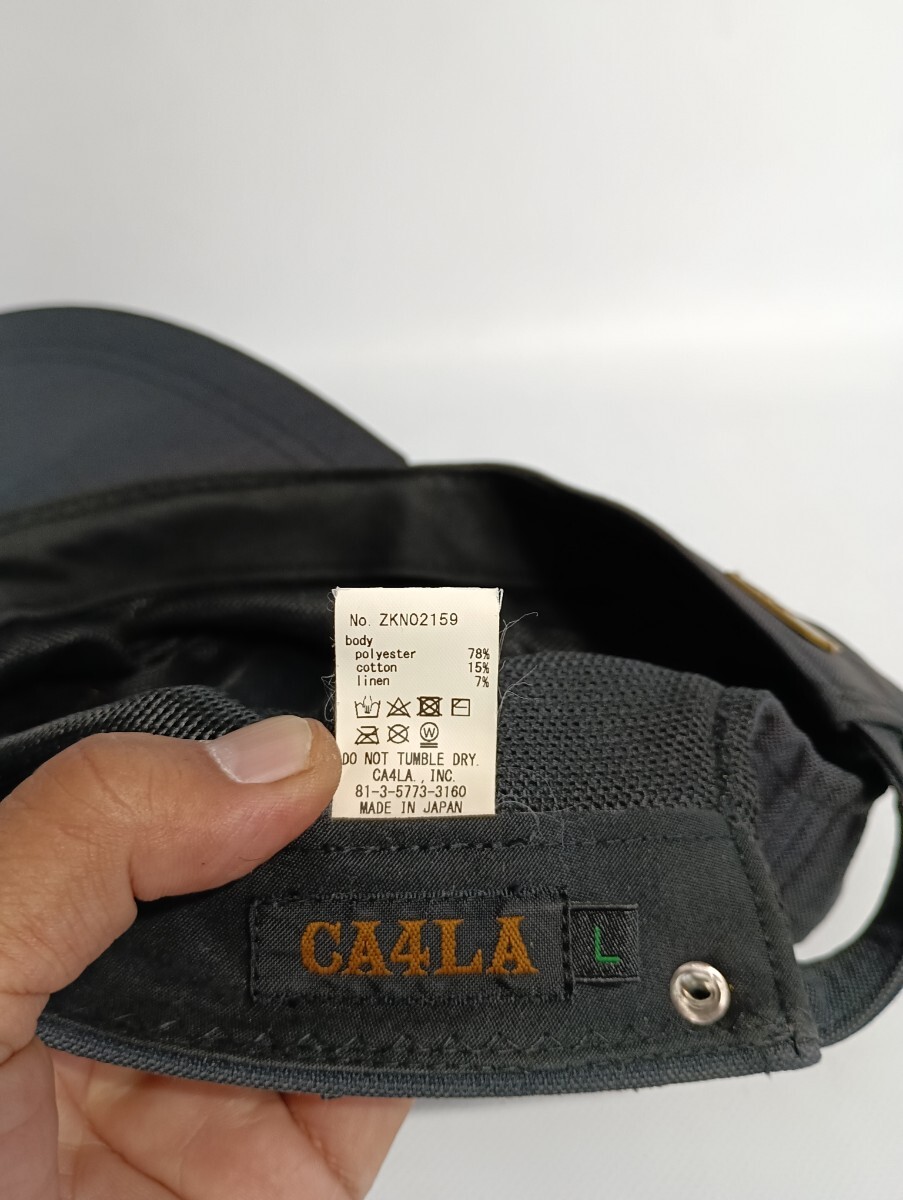 No. ZKN02159
body
polyester 78%
cotton 15%
linen 7%
W
DO NOT TUMBLE DRY.
CA4LA., INC.
81-3-5773-3160
MADE IN JAPAN
CA4LA
L